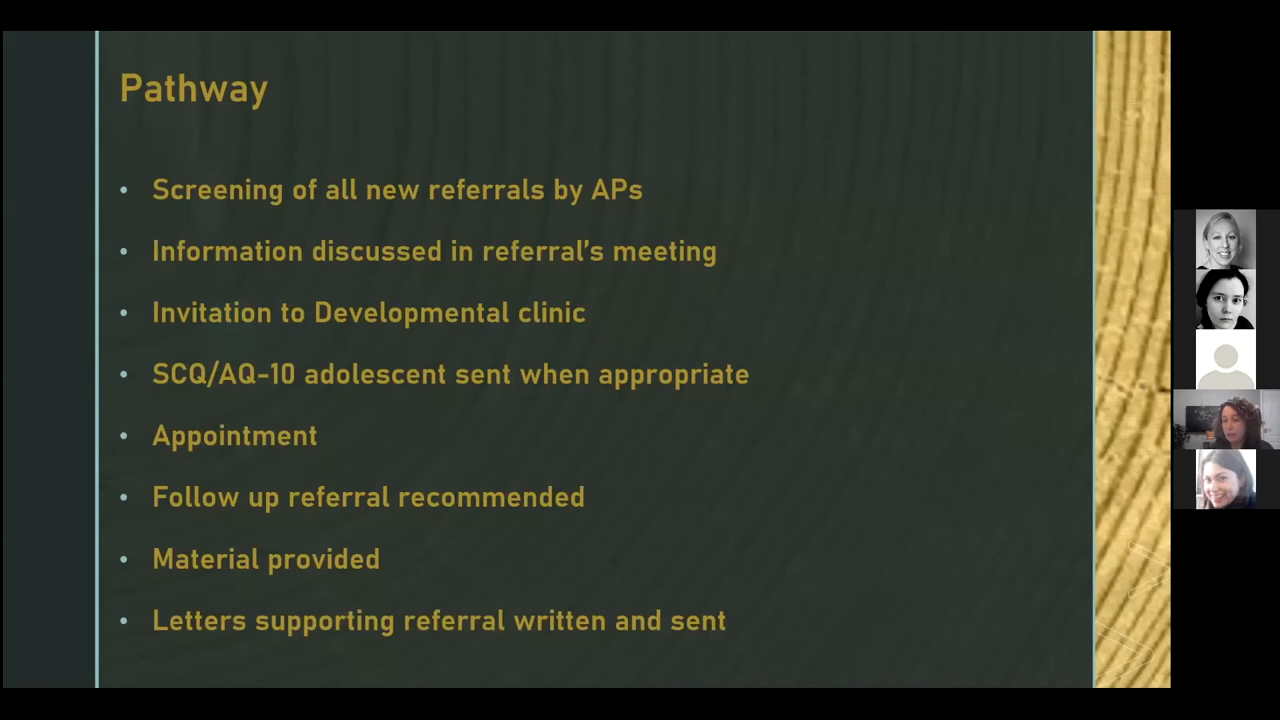 Pathway
• Screening of all new referrals by APs
• Information discussed in referral’s meeting
• Invitation to Developmental clinic
• SCQ/AQ-10 adolescent sent when appropriate
• Appointment
• Follow up referral recommended
• Material provided
• Letters supporting referral written and sent